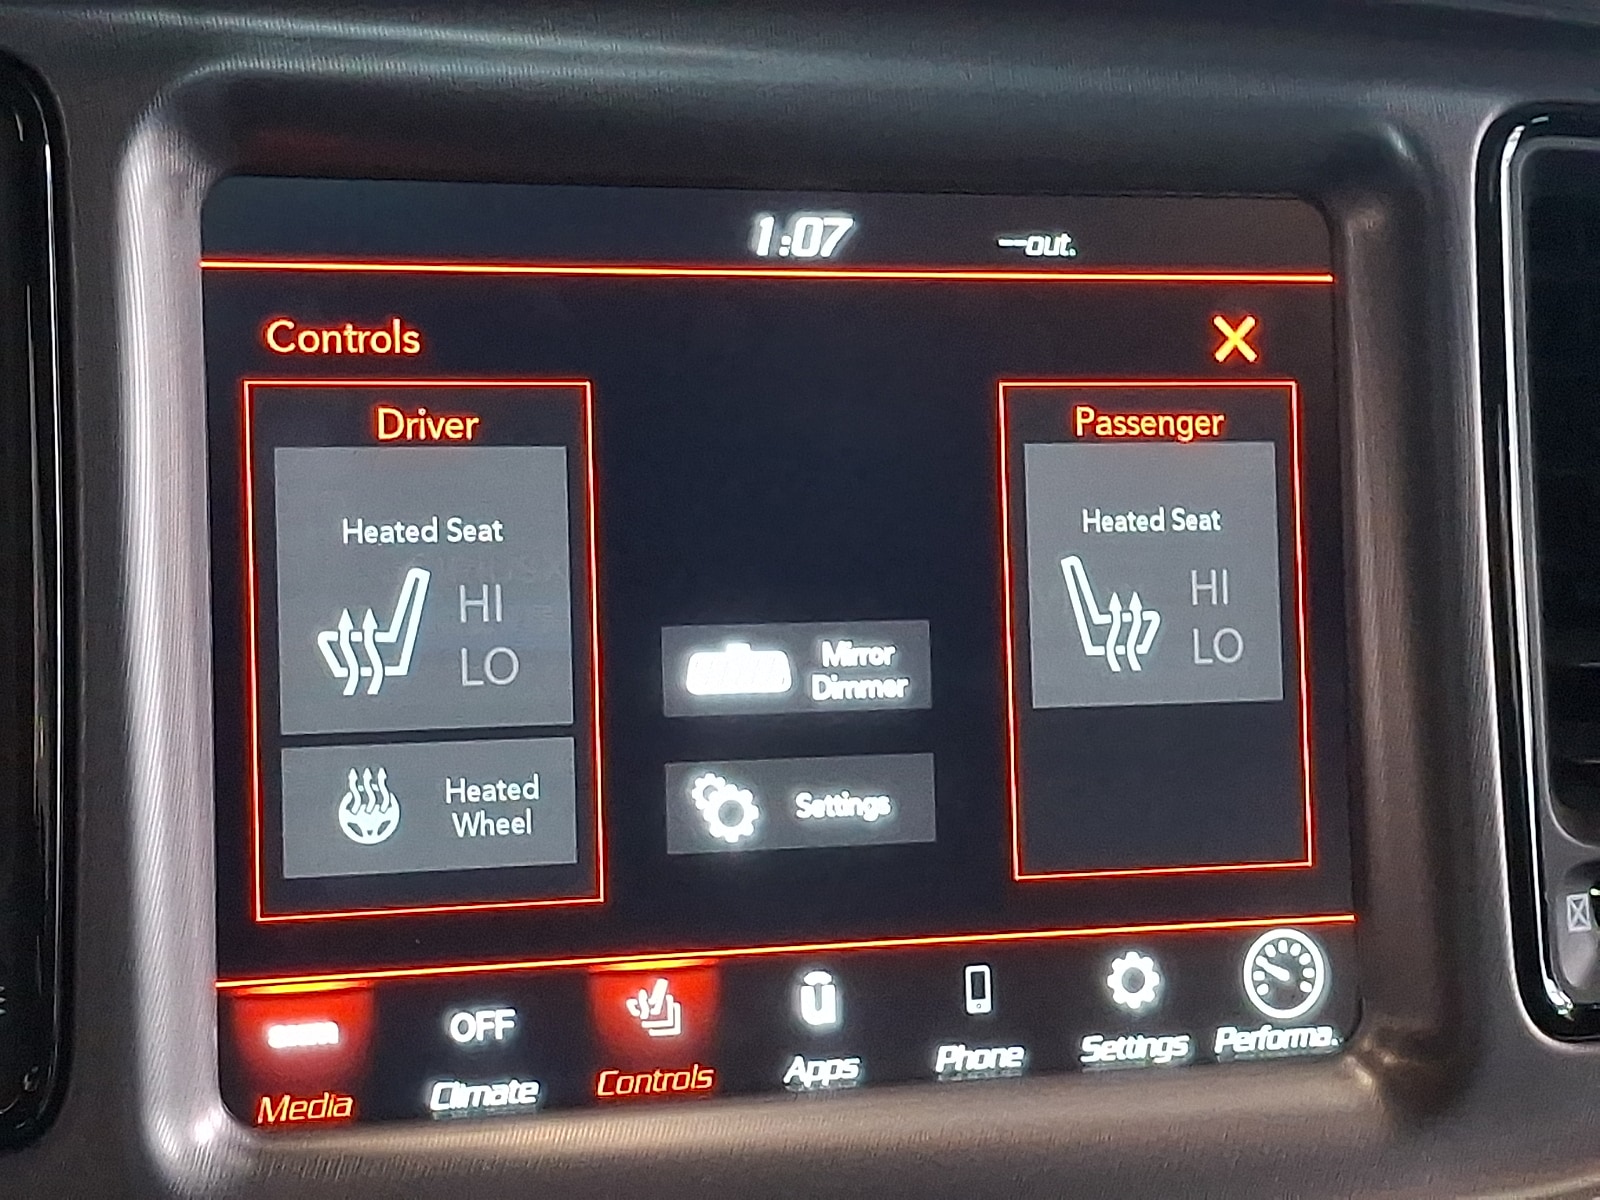 1:07
--out.
Controls
X
Driver
Heated Seat
HI
LO
Heated
Wheel
Mirror
Dimmer
Settings
Passenger
Heated Seat
HI
LO
Media
OFF
Climate
Controls
Apps
Phone
Settings
Performa.